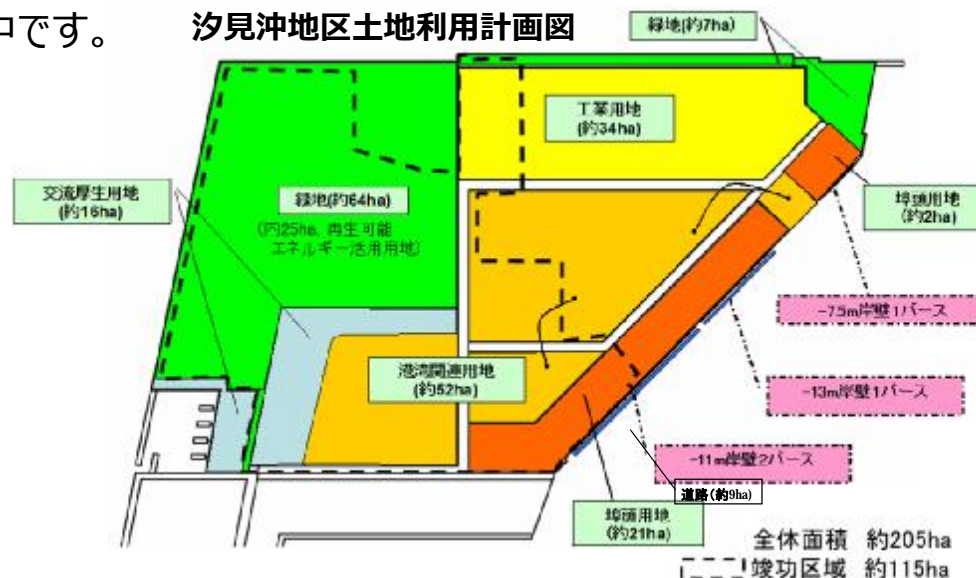 中です。
汐見沖地区土地利用計画図
緑地(約7ha)
工業用地
(約34ha)
交流厚生用地
(約16ha)
緑地(約64ha)
(内25ha, 再生可能
エネルギー活用用地)
埠頭用地
(約2ha)
-7.5m岸壁1バース
港湾関連用地
(約52ha)
-13m岸壁1バース
-11m岸壁2バース
道路(約9ha)
埠頭用地
(約21ha)
全体面積 約205ha
竣功区域 約115ha